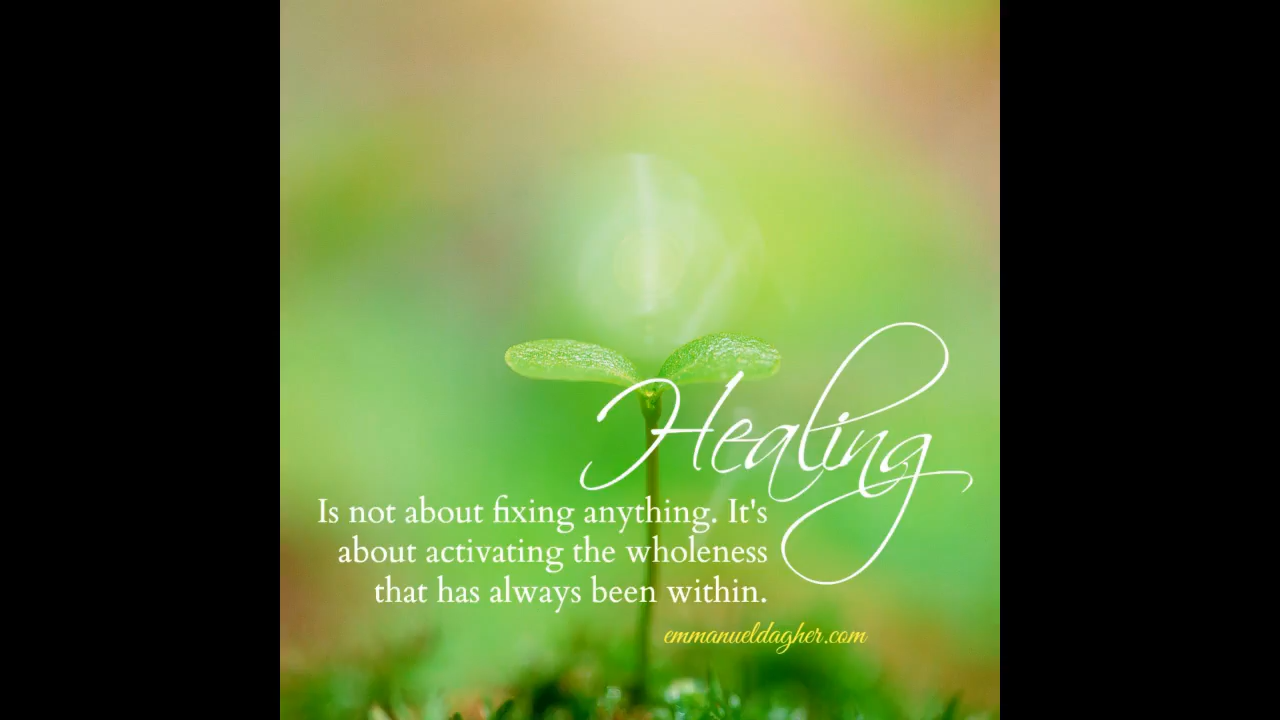 Healing
Is not about fixing anything. It's
about activating the wholeness
that has always been within.
emmanueldagher.com